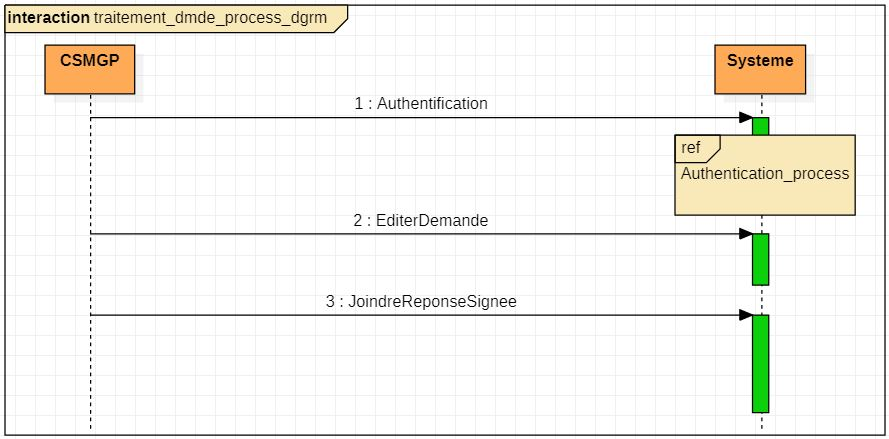 interaction traitement_dmde_process_dgrm
CSMGP
Systeme
1 : Authentification
ref
Authentication_process
2 : EditerDemande
3 : JoindreReponseSignee